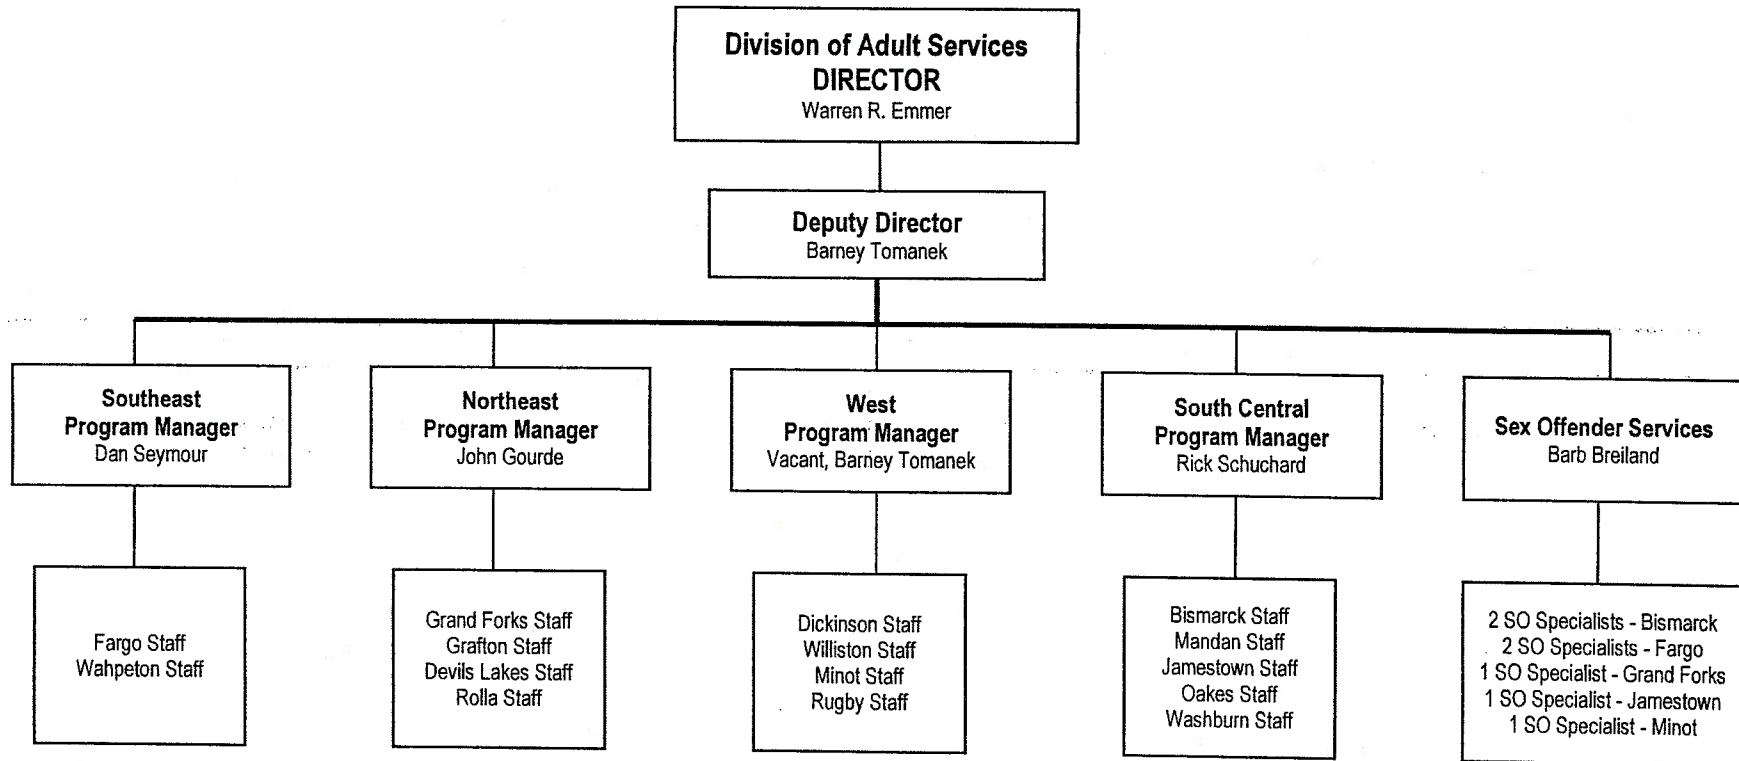 Division of Adult Services
DIRECTOR
Warren R. Emmer
Deputy Director
Barney Tomanek
Southeast
Program Manager
Dan Seymour
Northeast
Program Manager
John Gourde
West
Program Manager
Vacant, Barney Tomanek
South Central
Program Manager
Rick Schuchard
Sex Offender Services
Barb Breiland
Fargo Staff
Wahpeton Staff
Grand Forks Staff
Grafton Staff
Devils Lakes Staff
Rolla Staff
Dickinson Staff
Williston Staff
Minot Staff
Rugby Staff
Bismarck Staff
Mandan Staff
Jamestown Staff
Oakes Staff
Washburn Staff
2 SO Specialists - Bismarck
2 SO Specialists - Fargo
1 SO Specialist - Grand Forks
1 SO Specialist - Jamestown
1 SO Specialist - Minot